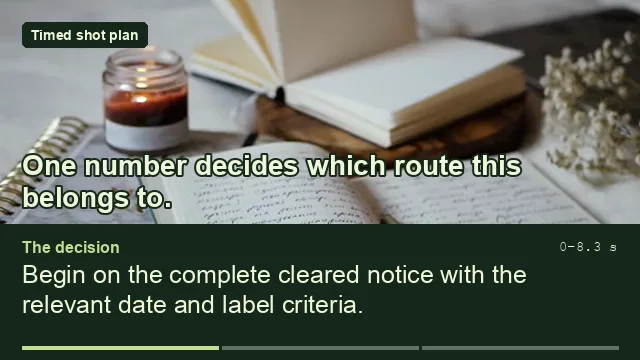 Timed shot plan
One number decides which route this
belongs to.
The decision
0–8.3 s
Begin on the complete cleared notice with the
relevant date and label criteria.